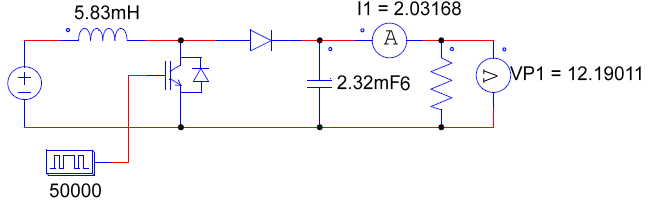 5.83mH
I1 = 2.03168
A
2.32mF6
V
VP1 = 12.19011
50000